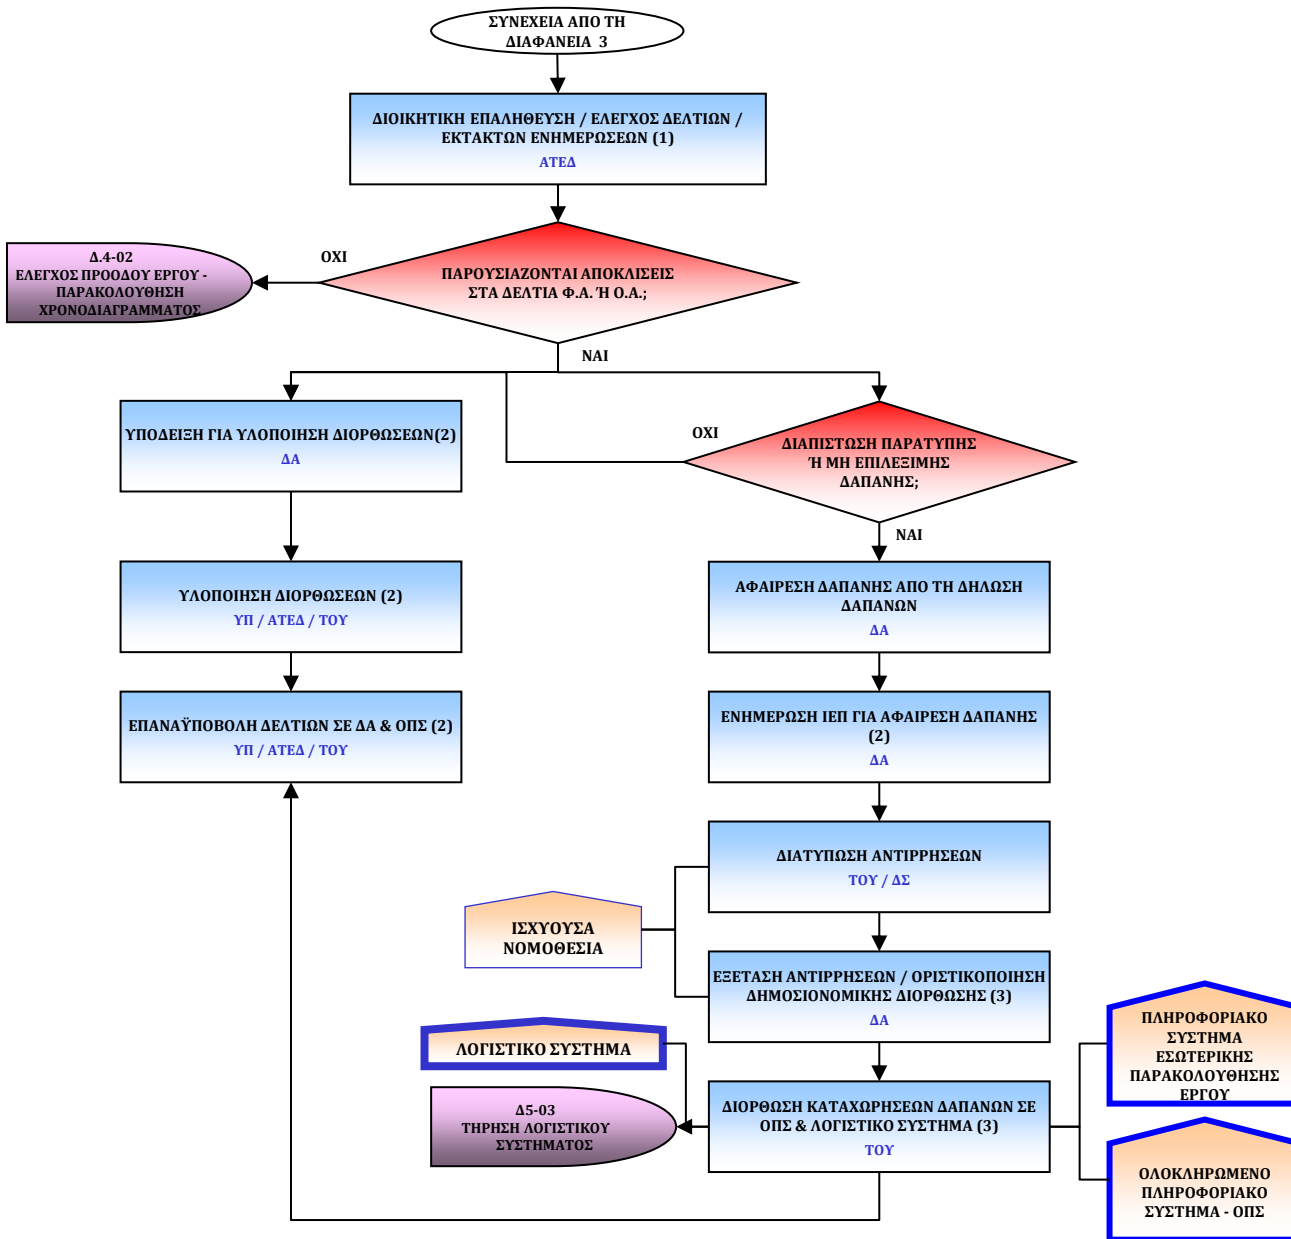 ΣΥΝΕΧΕΙΑ ΑΠΟ ΤΗ
ΔΙΑΦΑΝΕΙΑ 3
ΔΙΟΙΚΗΤΙΚΗ ΕΠΑΛΗΘΕΥΣΗ / ΕΛΕΓΧΟΣ ΔΕΛΤΙΩΝ /
ΕΚΤΑΚΤΩΝ ΕΝΗΜΕΡΩΣΕΩΝ (1)
ΑΤΕΔ
ΟΧΙ
Δ.4-02
ΕΛΕΓΧΟΣ ΠΡΟΟΔΟΥ ΕΡΓΟΥ -
ΠΑΡΑΚΟΛΟΥΘΗΣΗ
ΧΡΟΝΟΔΙΑΓΡΑΜΜΑΤΟΣ
ΠΑΡΟΥΣΙΑΖΟΝΤΑΙ ΑΠΟΚΛΙΣΕΙΣ
ΣΤΑ ΔΕΛΤΙΑ Φ.Α. Ή Ο.Α.;
ΝΑΙ
ΥΠΟΔΕΙΞΗ ΓΙΑ ΥΛΟΠΟΙΗΣΗ ΔΙΟΡΘΩΣΕΩΝ(2)
ΔΑ
ΟΧΙ
ΔΙΑΠΙΣΤΩΣΗ ΠΑΡΑΤΥΠΗΣ
Ή ΜΗ ΕΠΙΛΕΞΙΜΗΣ
ΔΑΠΑΝΗΣ;
ΝΑΙ
ΥΛΟΠΟΙΗΣΗ ΔΙΟΡΘΩΣΕΩΝ (2)
ΥΠ / ΑΤΕΔ / ΤΟΥ
ΑΦΑΙΡΕΣΗ ΔΑΠΑΝΗΣ ΑΠΟ ΤΗ ΔΗΛΩΣΗ
ΔΑΠΑΝΩΝ
ΔΑ
ΕΠΑΝΑΫΠΟΒΟΛΗ ΔΕΛΤΙΩΝ ΣΕ ΔΑ & ΟΠΣ (2)
ΥΠ / ΑΤΕΔ / ΤΟΥ
ΕΝΗΜΕΡΩΣΗ ΙΕΠ ΓΙΑ ΑΦΑΙΡΕΣΗ ΔΑΠΑΝΗΣ
(2)
ΔΑ
ΔΙΑΤΥΠΩΣΗ ΑΝΤΙΡΡΗΣΕΩΝ
ΤΟΥ / ΔΣ
ΙΣΧΥΟΥΣΑ
ΝΟΜΟΘΕΣΙΑ
ΕΞΕΤΑΣΗ ΑΝΤΙΡΡΗΣΕΩΝ / ΟΡΙΣΤΙΚΟΠΟΙΗΣΗ
ΔΗΜΟΣΙΟΝΟΜΙΚΗΣ ΔΙΟΡΘΩΣΗΣ (3)
ΔΑ
ΛΟΓΙΣΤΙΚΟ ΣΥΣΤΗΜΑ
ΠΛΗΡΟΦΟΡΙΑΚΟ
ΣΥΣΤΗΜΑ
ΕΣΩΤΕΡΙΚΗΣ
ΠΑΡΑΚΟΛΟΥΘΗΣΗΣ
ΕΡΓΟΥ
Δ5-03
ΤΗΡΗΣΗ ΛΟΓΙΣΤΙΚΟΥ
ΣΥΣΤΗΜΑΤΟΣ
ΔΙΟΡΘΩΣΗ ΚΑΤΑΧΩΡΗΣΕΩΝ ΔΑΠΑΝΩΝ ΣΕ
ΟΠΣ & ΛΟΓΙΣΤΙΚΟ ΣΥΣΤΗΜΑ (3)
ΤΟΥ
ΟΛΟΚΛΗΡΩΜΕΝΟ
ΠΛΗΡΟΦΟΡΙΑΚΟ
ΣΥΣΤΗΜΑ - ΟΠΣ